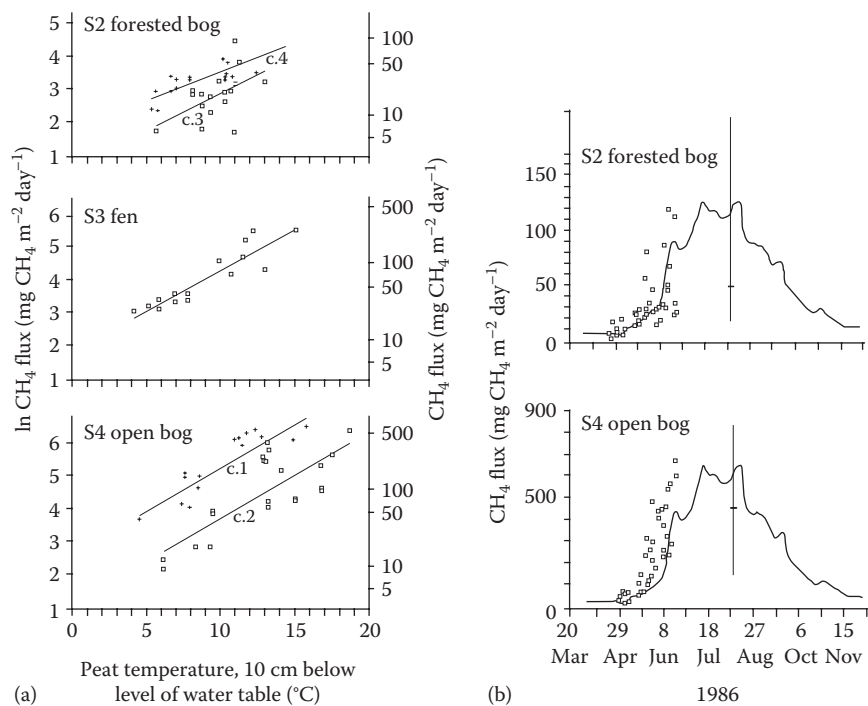 S2 forested bog
5
4
3
2
1
100
50
10
5
c.4
c.3
S3 fen
6
5
4
3
2
1
500
100
50
10
5
S4 open bog
6
5
4
3
2
1
500
100
50
10
5
c.1
c.2
0 5 10 15 20
ln CH₄ flux (mg CH₄ m⁻² day⁻¹)
CH₄ flux (mg CH₄ m⁻² day⁻¹)
Peat temperature, 10 cm below
level of water table (°C)
(a)
S2 forested bog
150
100
50
0
S4 open bog
900
500
0
CH₄ flux (mg CH₄ m⁻² day⁻¹)
20 29 8 18 27 6 15
Mar Apr Jun Jul Aug Oct Nov
(b)
1986